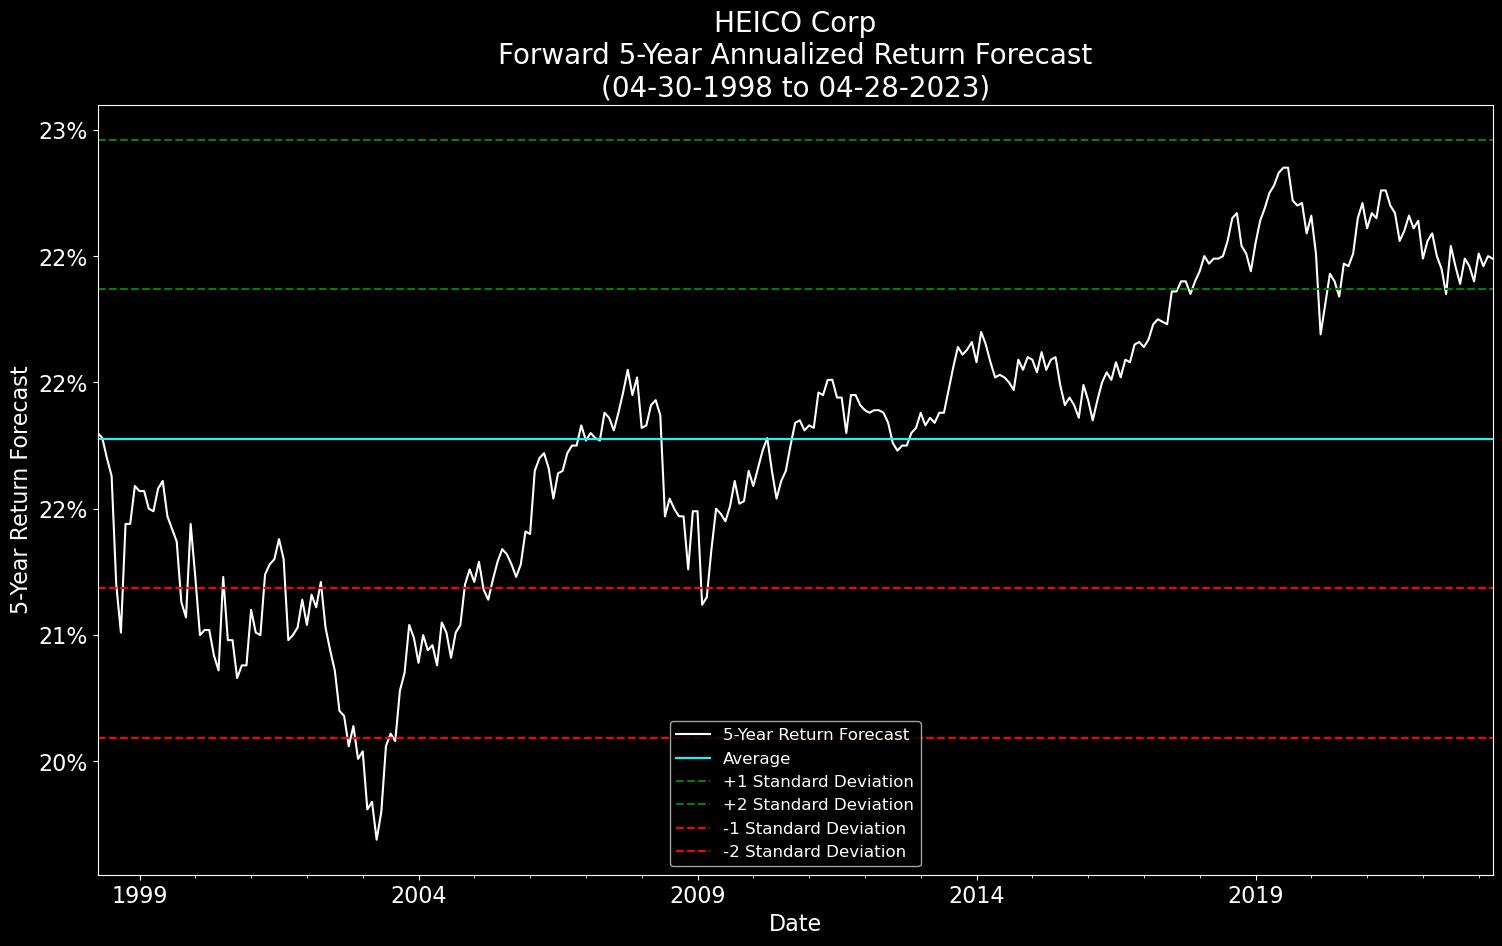 HEICO Corp
Forward 5-Year Annualized Return Forecast
(04-30-1998 to 04-28-2023)
23%
22%
22%
22%
21%
20%
5-Year Return Forecast
5-Year Return Forecast
Average
+1 Standard Deviation
+2 Standard Deviation
-1 Standard Deviation
-2 Standard Deviation
1999
2004
2009
2014
2019
Date